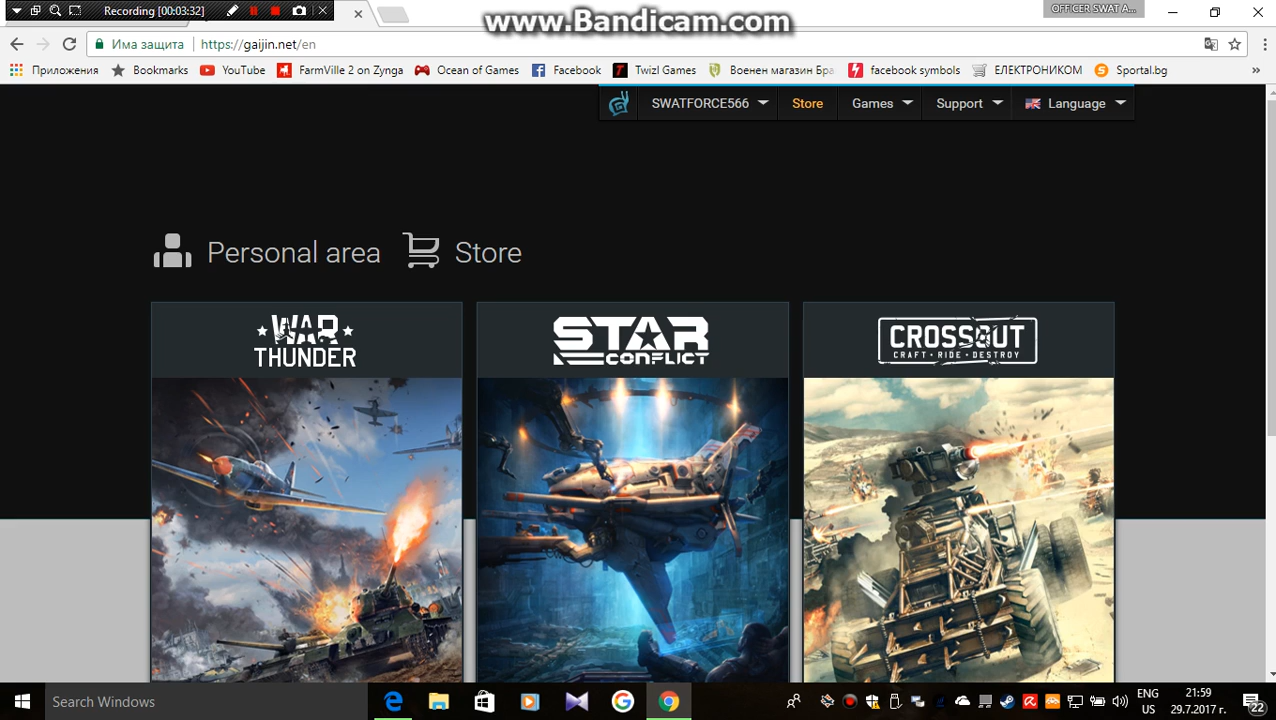 Recording [00:03:32]
www.Bandicam.com
OFFICER SWAT A...
Има защита
https://gaijin.net/en
Приложения
Bookmarks
YouTube
FarmVille 2 on Zynga
Ocean of Games
Facebook
Twizl Games
Военен магазин Бра
facebook symbols
ЕЛЕКТРОНИКОМ
Sportal.bg
»
SWATFORCE566
Store
Games
Support
Language
Personal area
Store
WAR
THUNDER
STAR
CONFLICT
CROSSOUT
CRAFT • RIDE • DESTROY
Search Windows
ENG
US
21:59
29.7.2017 г.
22